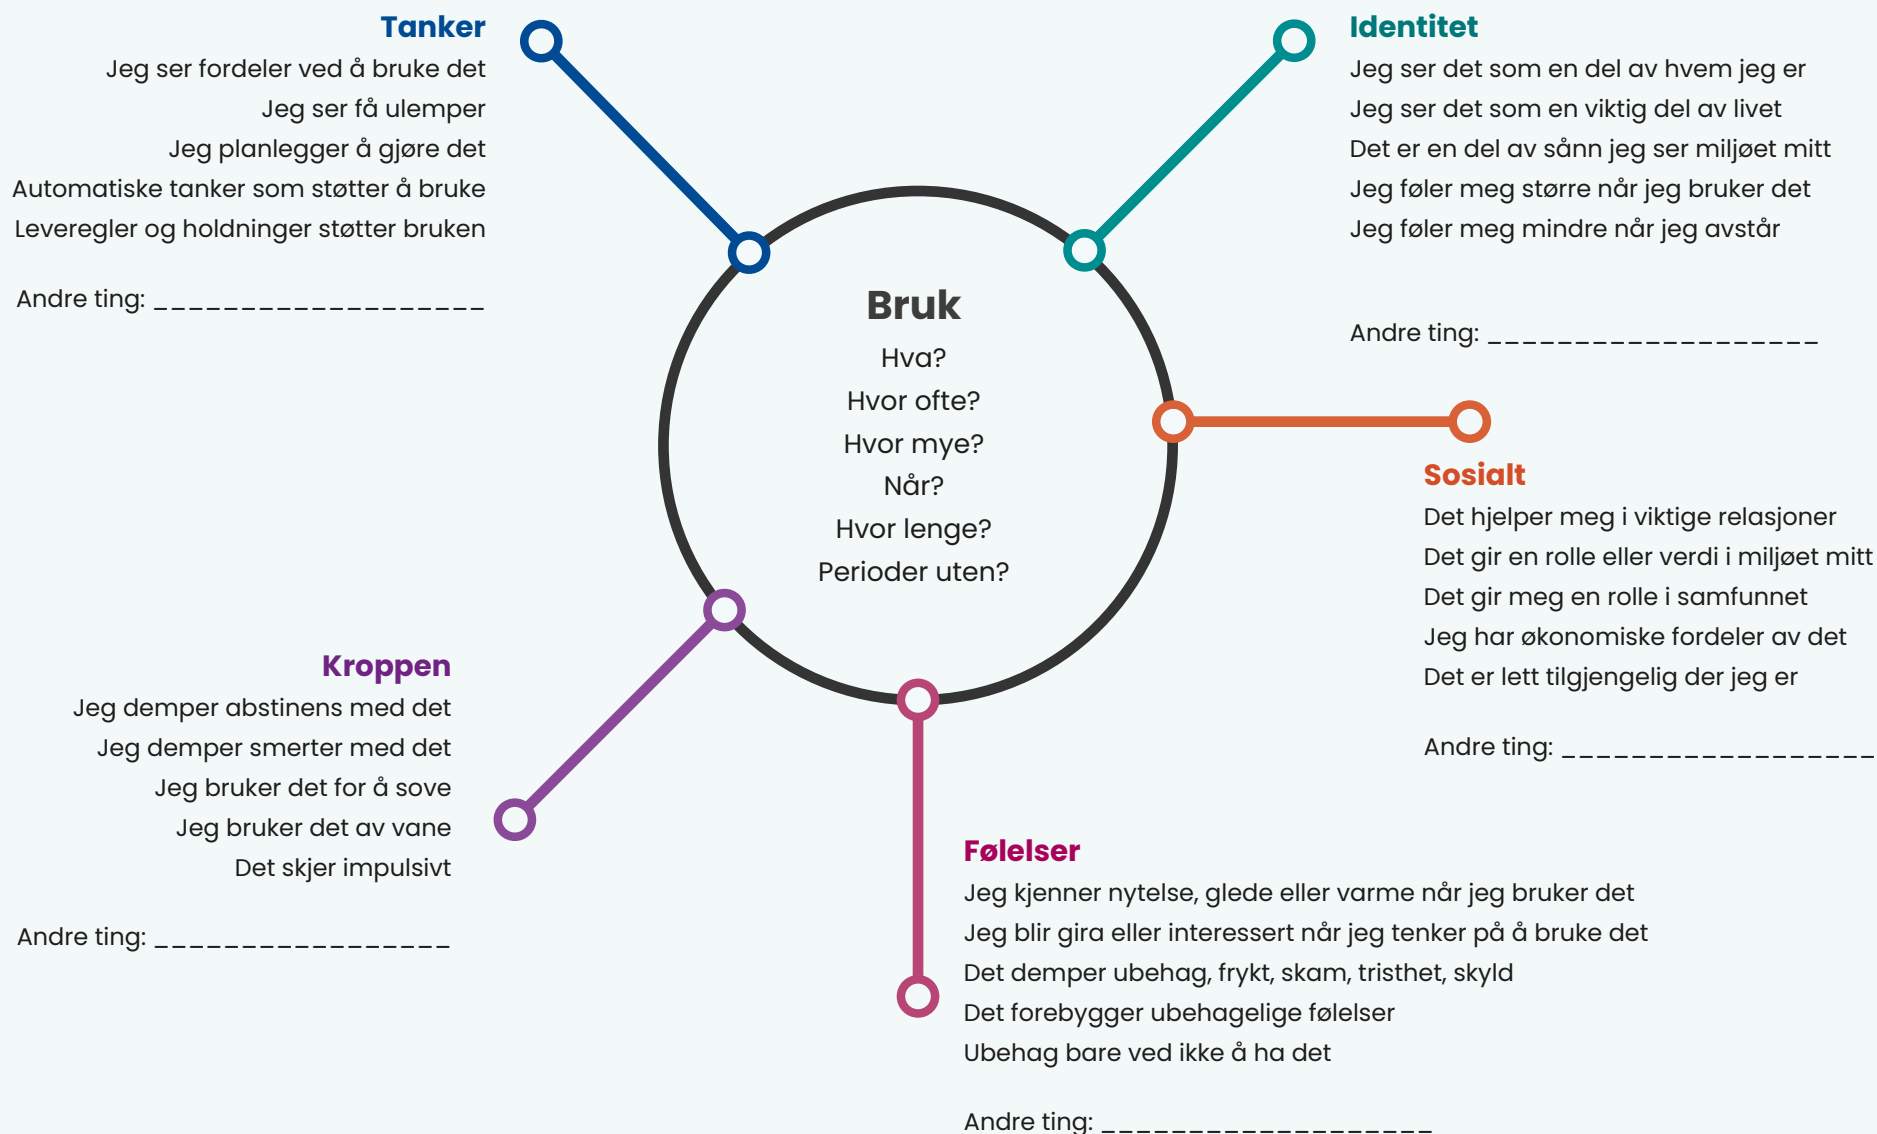 Tanker
Jeg ser fordeler ved å bruke det
Jeg ser få ulemper
Jeg planlegger å gjøre det
Automatiske tanker som støtter å bruke
Leveregler og holdninger støtter bruken
Andre ting: ___________________
Identitet
Jeg ser det som en del av hvem jeg er
Jeg ser det som en viktig del av livet
Det er en del av sånn jeg ser miljøet mitt
Jeg føler meg større når jeg bruker det
Jeg føler meg mindre når jeg avstår
Andre ting: ___________________
Bruk
Hva?
Hvor ofte?
Hvor mye?
Når?
Hvor lenge?
Perioder uten?
Sosialt
Det hjelper meg i viktige relasjoner
Det gir en rolle eller verdi i miljøet mitt
Det gir meg en rolle i samfunnet
Jeg har økonomiske fordeler av det
Det er lett tilgjengelig der jeg er
Andre ting: __________________
Kroppen
Jeg demper abstinens med det
Jeg demper smerter med det
Jeg bruker det for å sove
Jeg bruker det av vane
Det skjer impulsivt
Andre ting: _________________
Følelser
Jeg kjenner nytelse, glede eller varme når jeg bruker det
Jeg blir gira eller interessert når jeg tenker på å bruke det
Det demper ubehag, frykt, skam, tristhet, skyld
Det forebygger ubehagelige følelser
Ubehag bare ved ikke å ha det
Andre ting: ___________________